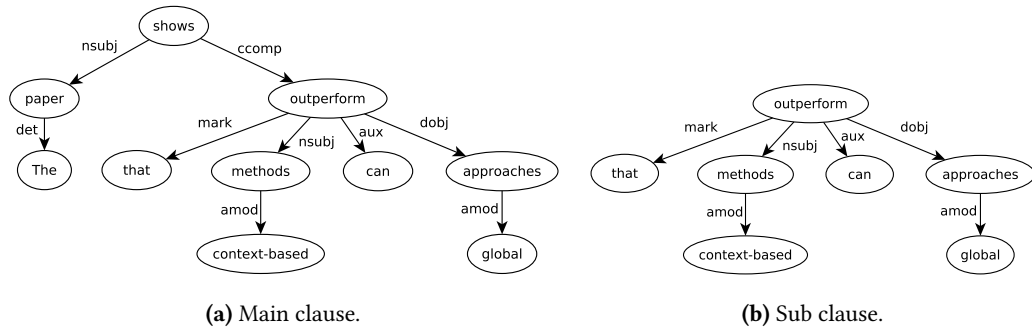 shows
nsubj ccomp
paper outperform
outperform
det mark nsubj aux dobj
mark nsubj aux dobj
The that methods can approaches
that methods can approaches
amod amod
amod amod
context-based global
context-based global
(a) Main clause. (b) Sub clause.